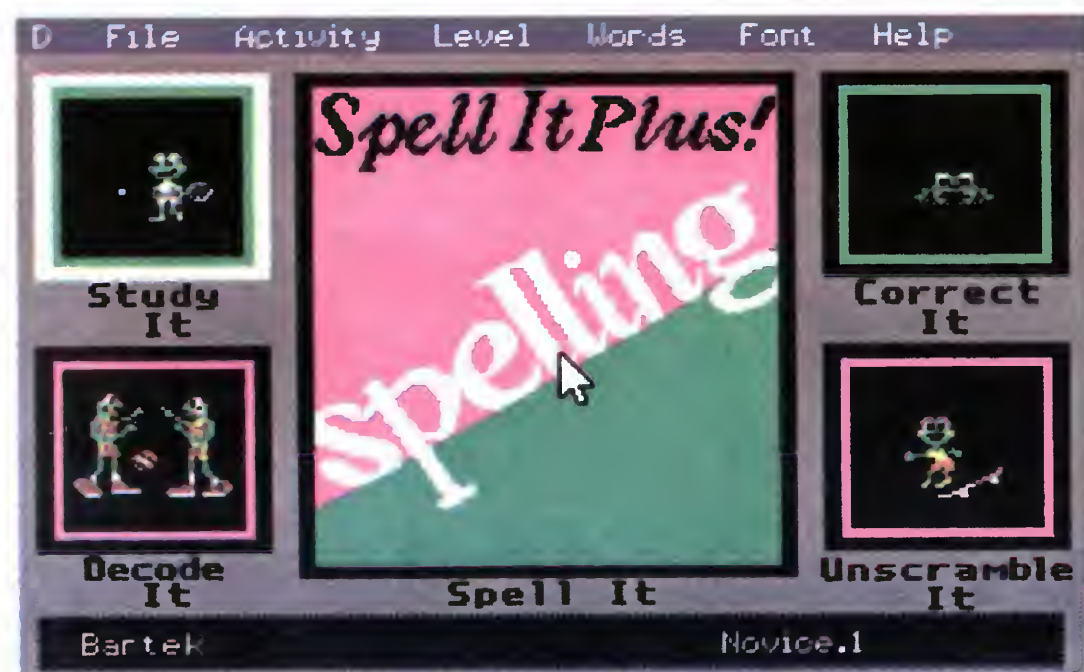 D File Activity Level Words Font Help
Spell It Plus!
spelling
Study
It
Correct
It
Decode
It
Spell It
Unscramble
It
Bartek Novice.1